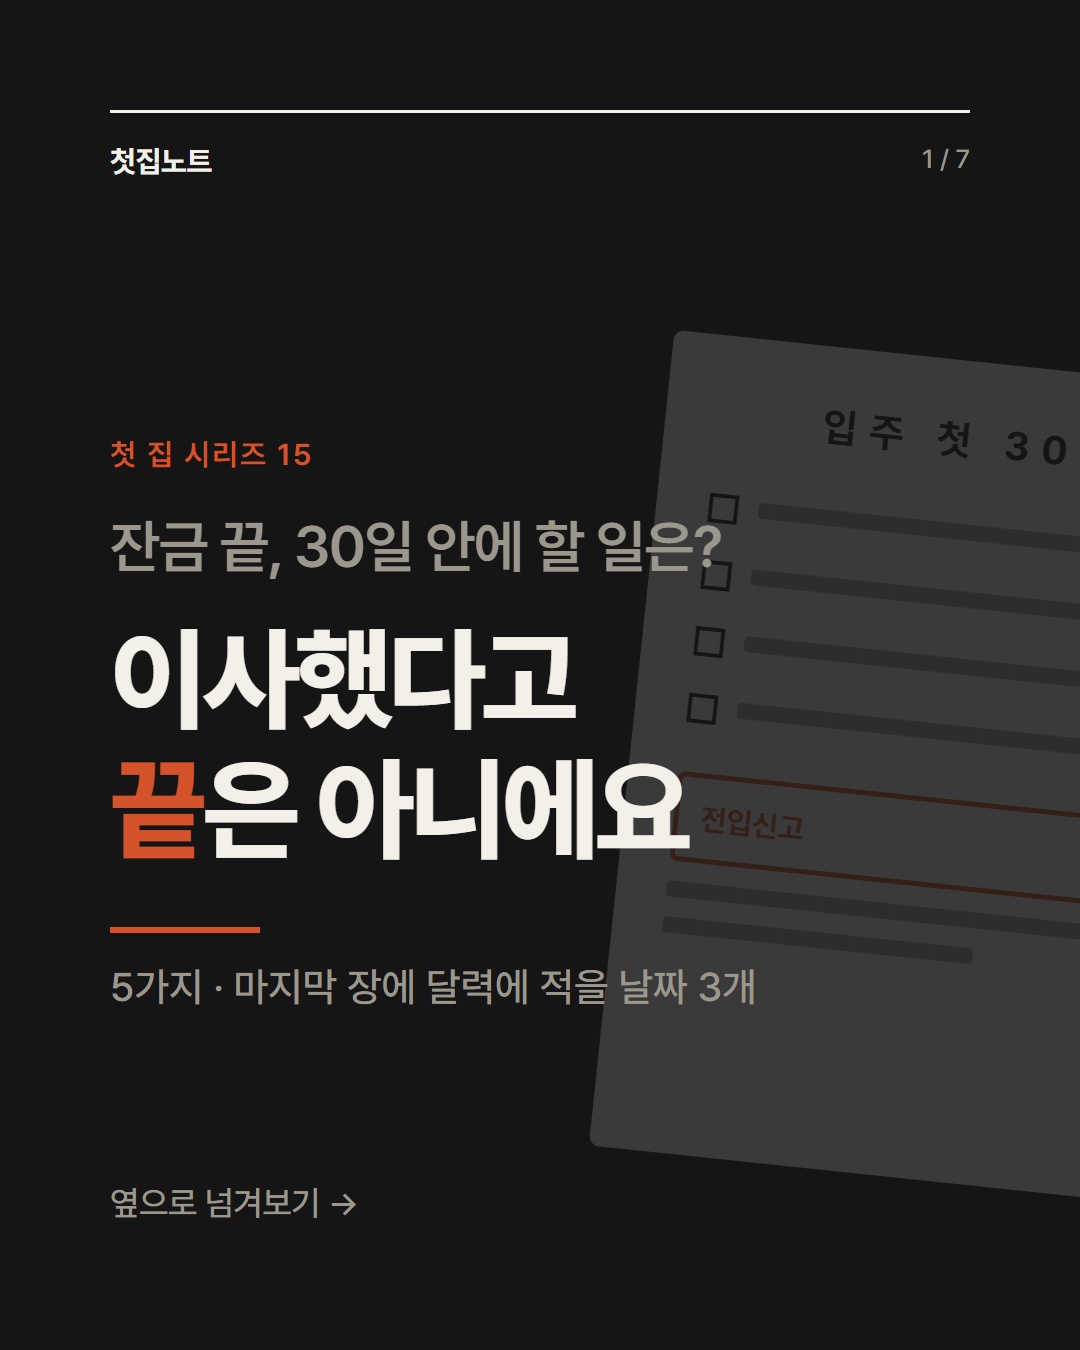 첫집노트
1 / 7
첫 집 시리즈 15
잔금 끝, 30일 안에 할 일은?
이사했다고
끝은 아니에요
5가지 · 마지막 장에 달력에 적을 날짜 3개
옆으로 넘겨보기 →
입주 첫 30
전입신고